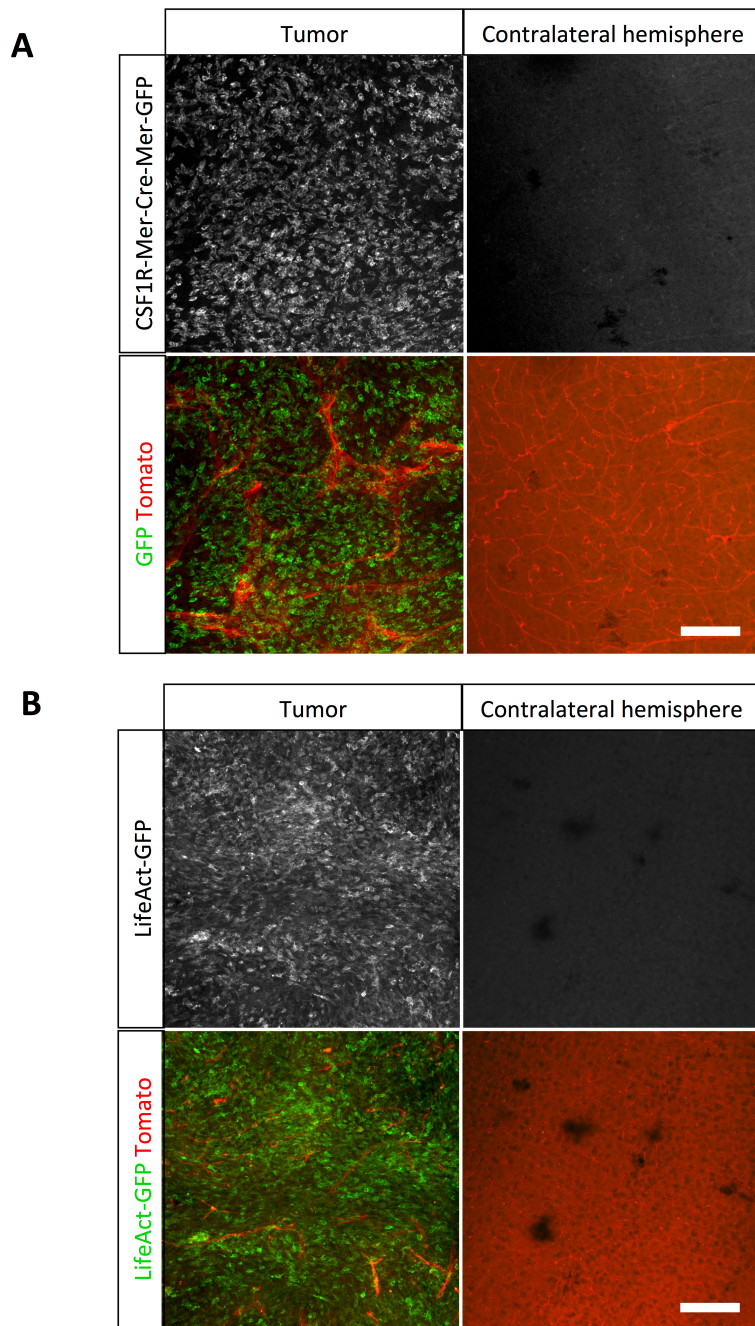 A
Tumor
Contralateral hemisphere
CSF1R-Mer-Cre-Mer-GFP
GFP Tomato
B
Tumor
Contralateral hemisphere
LifeAct-GFP
LifeAct-GFP Tomato